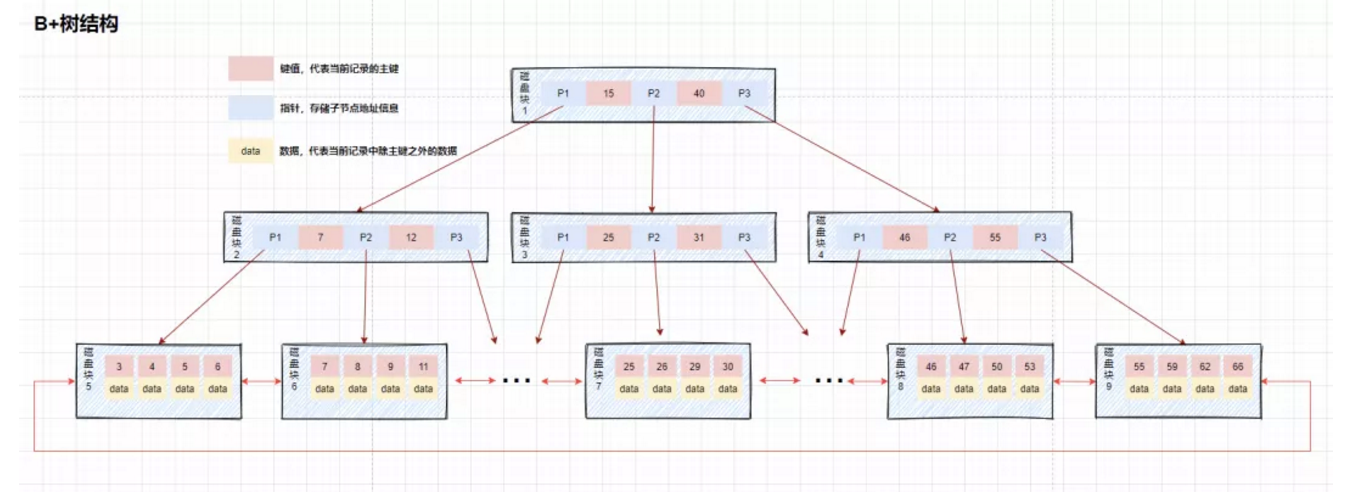 B+树结构
键值，代表当前记录的主键
指针，存储子节点地址信息
data 数据，代表当前记录中除主键之外的数据
磁盘块1 P1 15 P2 40 P3
磁盘块2 P1 7 P2 12 P3
磁盘块3 P1 25 P2 31 P3
磁盘块4 P1 46 P2 55 P3
磁盘块5 3 4 5 6
data data data data
磁盘块6 7 8 9 11
data data data data
...
磁盘块7 25 26 29 30
data data data data
...
磁盘块8 46 47 50 53
data data data data
磁盘块9 55 59 62 66
data data data data